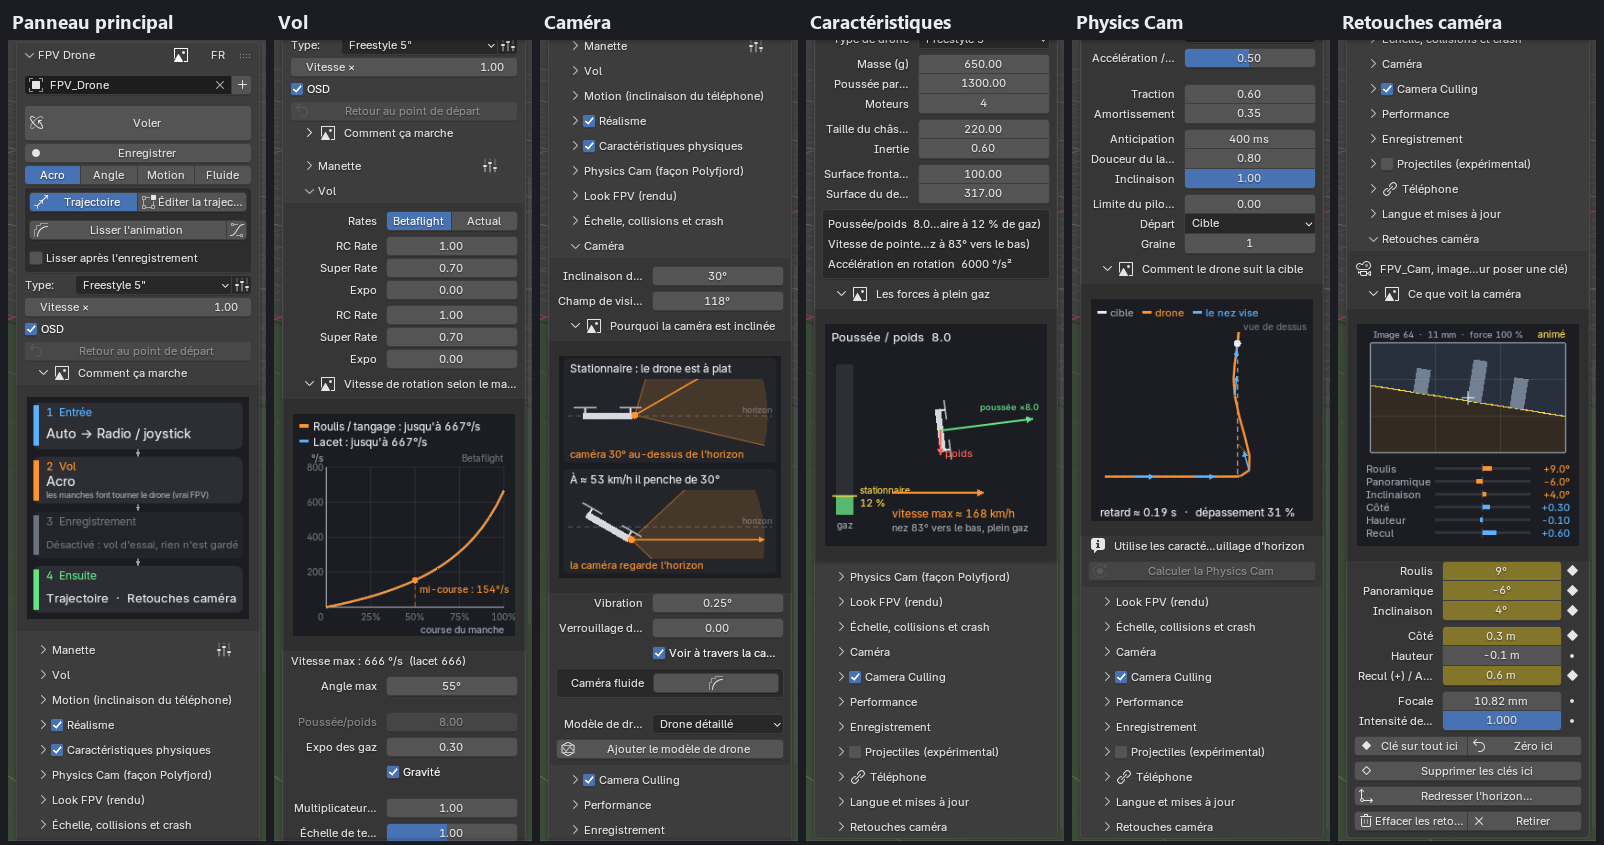 Panneau principal
FPV Drone
FR
FPV_Drone
Voler
Enregistrer
Acro
Angle
Motion
Fluide
Trajectoire
Éditer la trajec...
Lisser l'animation
Lisser après l'enregistrement
Type:
Freestyle 5"
Vitesse ×
1.00
OSD
Retour au point de départ
Comment ça marche
1 Entrée
Auto → Radio / joystick
2 Vol
Acro
les manches font tourner le drone (vrai FPV)
3 Enregistrement
Désactivé : vol d'essai, rien n'est gardé
4 Ensuite
Trajectoire · Retouches caméra
Manette
Vol
Motion (inclinaison du téléphone)
Réalisme
Caractéristiques physiques
Physics Cam (façon Polyfjord)
Look FPV (rendu)
Échelle, collisions et crash
Vol
Type:
Freestyle 5"
Vitesse ×
1.00
OSD
Retour au point de départ
Comment ça marche
Manette
Vol
Rates
Betaflight
Actual
RC Rate
1.00
Super Rate
0.70
Expo
0.00
RC Rate
1.00
Super Rate
0.70
Expo
0.00
Vitesse de rotation selon le ma...
Roulis / tangage : jusqu'à 667°/s
Lacet : jusqu'à 667°/s
°/s
Betaflight
800
600
400
200
mi-course : 154°/s
0
25%
50%
75%
100%
course du manche
Vitesse max : 666 °/s (lacet 666)
Angle max
55°
Poussée/poids
8.00
Expo des gaz
0.30
Gravité
Multiplicateur...
1.00
Échelle de te...
1.00
Caméra
Manette
Vol
Motion (inclinaison du téléphone)
Réalisme
Caractéristiques physiques
Physics Cam (façon Polyfjord)
Look FPV (rendu)
Échelle, collisions et crash
Caméra
Inclinaison d...
30°
Champ de visi...
118°
Pourquoi la caméra est inclinée
Stationnaire : le drone est à plat
horizon
caméra 30° au-dessus de l'horizon
À ≈ 53 km/h il penche de 30°
horizon
la caméra regarde l'horizon
Vibration
0.25°
Verrouillage d...
0.00
Voir à travers la ca...
Caméra fluide
Modèle de dr...
Drone détaillé
Ajouter le modèle de drone
Camera Culling
Performance
Enregistrement
Caractéristiques
Type de drone
Freestyle 5"
Masse (g)
650.00
Poussée par...
1300.00
Moteurs
4
Taille du châs...
220.00
Inertie
0.60
Surface fronta...
100.00
Surface du de...
317.00
Poussée/poids 8.0...aire à 12 % de gaz)
Vitesse de pointe...z à 83° vers le bas)
Accélération en rotation 6000 °/s²
Les forces à plein gaz
Poussée / poids 8.0
poussée ×8.0
poids
stationnaire
12 %
vitesse max ≈ 168 km/h
gaz
nez 83° vers le bas, plein gaz
Physics Cam (façon Polyfjord)
Look FPV (rendu)
Échelle, collisions et crash
Caméra
Camera Culling
Performance
Enregistrement
Projectiles (expérimental)
Téléphone
Langue et mises à jour
Retouches caméra
Physics Cam
Accélération /...
0.50
Traction
0.60
Amortissement
0.35
Anticipation
400 ms
Douceur du la...
0.80
Inclinaison
1.00
Limite du pilo...
0.00
Départ
Cible
Graine
1
Comment le drone suit la cible
cible
drone
le nez vise
vue de dessus
retard ≈ 0.19 s · dépassement 31 %
Utilise les caracté...uillage d'horizon
Calculer la Physics Cam
Look FPV (rendu)
Échelle, collisions et crash
Caméra
Camera Culling
Performance
Enregistrement
Projectiles (expérimental)
Téléphone
Langue et mises à jour
Retouches caméra
Retouches caméra
Échelle, collisions et crash
Caméra
Camera Culling
Performance
Enregistrement
Projectiles (expérimental)
Téléphone
Langue et mises à jour
Retouches caméra
FPV_Cam, image...ur poser une clé)
Ce que voit la caméra
Image 64 · 11 mm · force 100 %
animé
Roulis
+9.0°
Panoramique
-6.0°
Inclinaison
+4.0°
Côté
+0.30
Hauteur
-0.10
Recul
+0.60
Roulis
9°
Panoramique
-6°
Inclinaison
4°
Côté
0.3 m
Hauteur
-0.1 m
Recul (+) / A...
0.6 m
Focale
10.82 mm
Intensité de...
1.000
Clé sur tout ici
Zéro ici
Supprimer les clés ici
Redresser l'horizon...
Effacer les reto...
Retirer